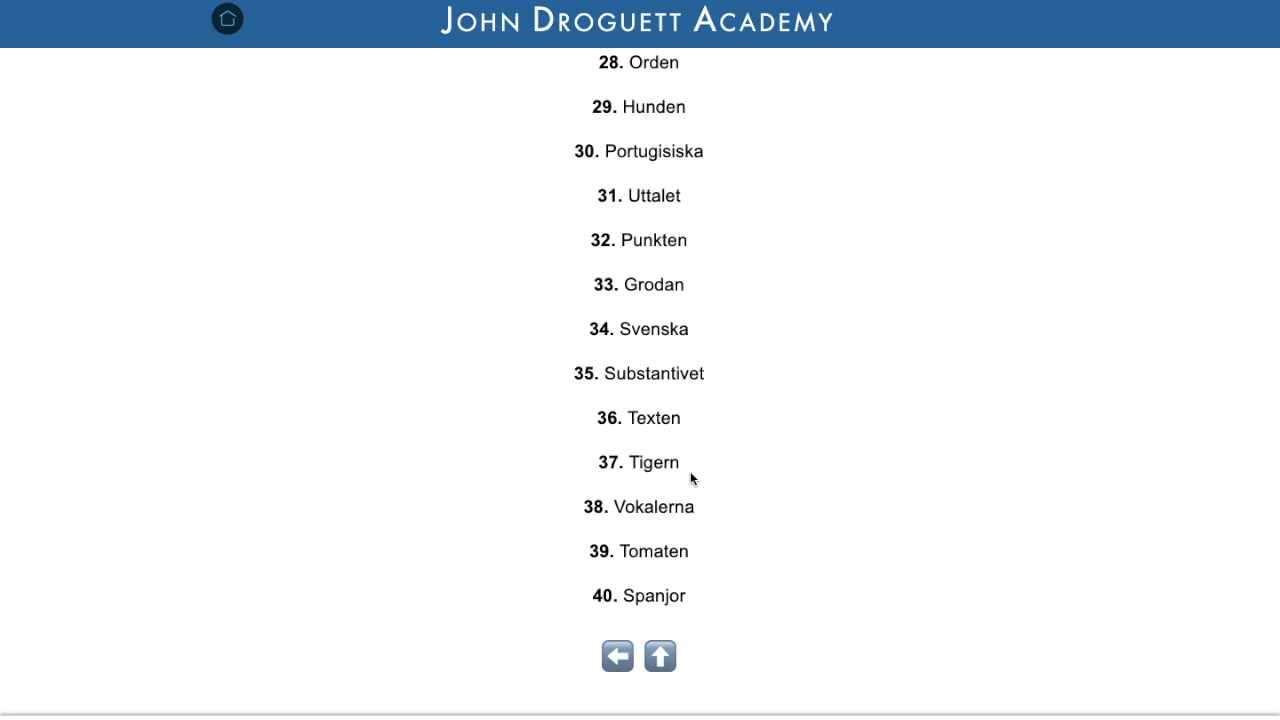 John Droguett Academy
28. Orden
29. Hunden
30. Portugisiska
31. Uttalet
32. Punkten
33. Grodan
34. Svenska
35. Substantivet
36. Texten
37. Tigern
38. Vokalerna
39. Tomaten
40. Spanjor